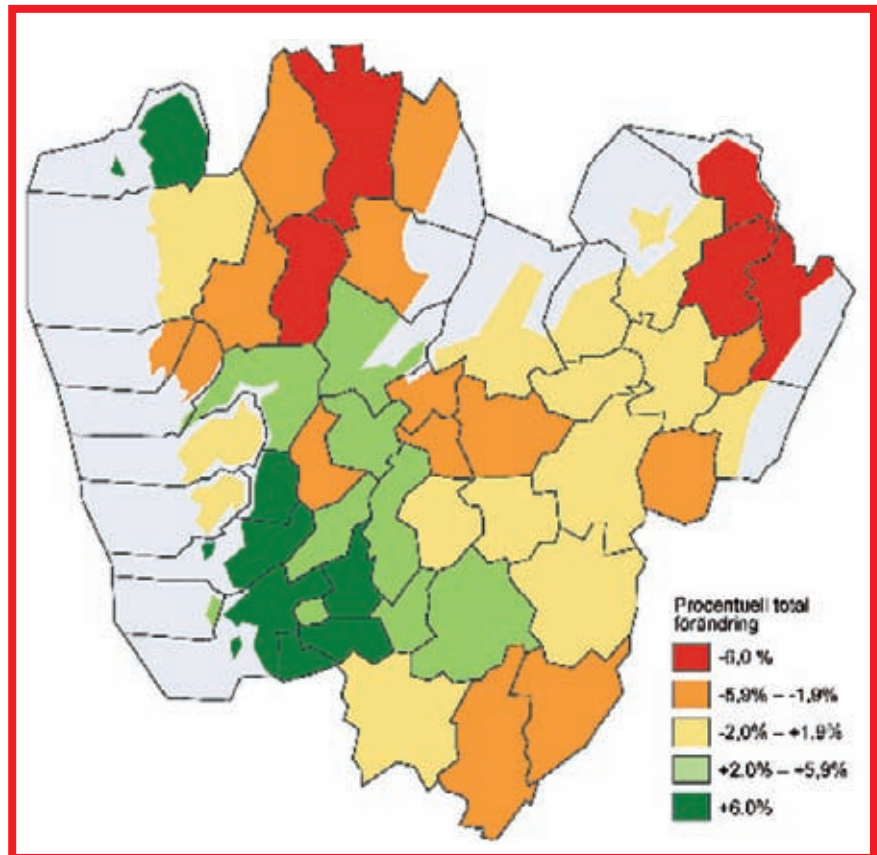 Procentuell total
förändring
-6,0 %
-5,9% – -1,9%
-2,0% – +1,9%
+2,0% – +5,9%
+6,0%